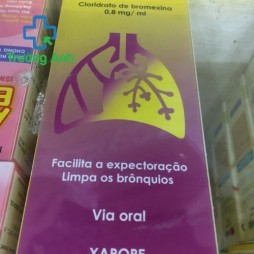 Cloridrato de bromexina
0,8 mg/ml
Facilita a expectoração
Limpa os brônquios
Via oral
XAROPE